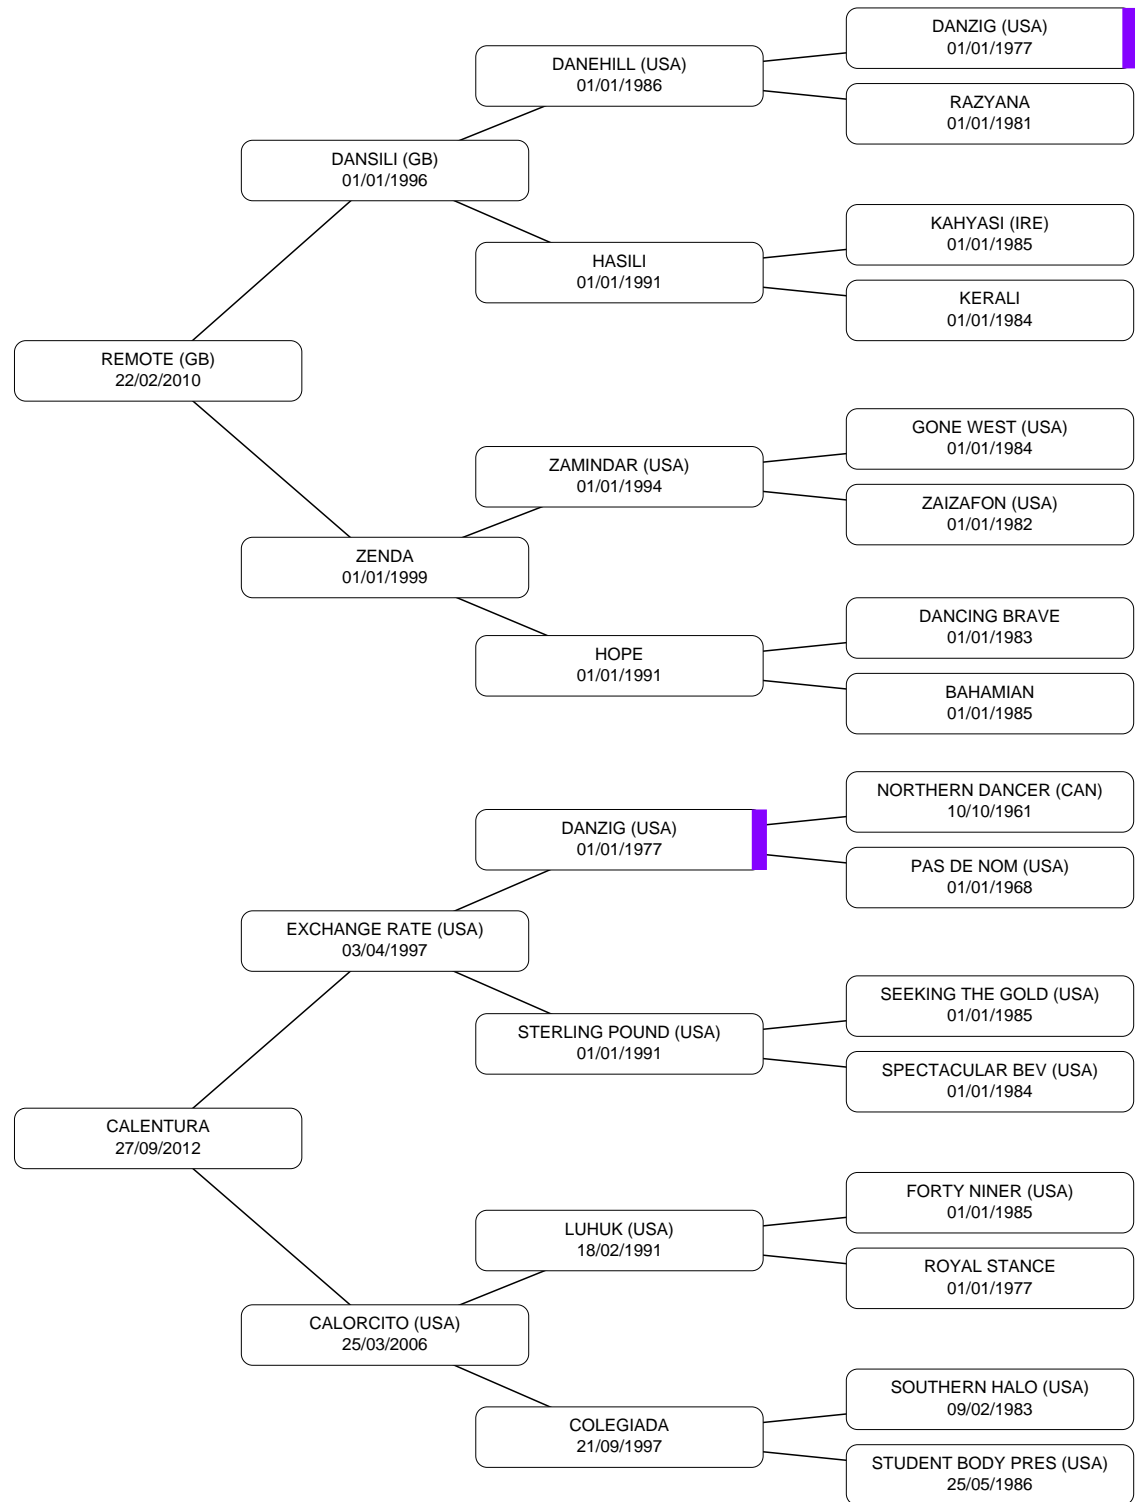 DANZIG (USA)
01/01/1977
DANEHILL (USA)
01/01/1986
RAZYANA
01/01/1981
DANSILI (GB)
01/01/1996
KAHYASI (IRE)
01/01/1985
HASILI
01/01/1991
KERALI
01/01/1984
REMOTE (GB)
22/02/2010
GONE WEST (USA)
01/01/1984
ZAMINDAR (USA)
01/01/1994
ZAIZAFON (USA)
01/01/1982
ZENDA
01/01/1999
DANCING BRAVE
01/01/1983
HOPE
01/01/1991
BAHAMIAN
01/01/1985
NORTHERN DANCER (CAN)
10/10/1961
DANZIG (USA)
01/01/1977
PAS DE NOM (USA)
01/01/1968
EXCHANGE RATE (USA)
03/04/1997
SEEKING THE GOLD (USA)
01/01/1985
STERLING POUND (USA)
01/01/1991
SPECTACULAR BEV (USA)
01/01/1984
CALENTURA
27/09/2012
FORTY NINER (USA)
01/01/1985
LUHUK (USA)
18/02/1991
ROYAL STANCE
01/01/1977
CALORCITO (USA)
25/03/2006
SOUTHERN HALO (USA)
09/02/1983
COLEGIADA
21/09/1997
STUDENT BODY PRES (USA)
25/05/1986